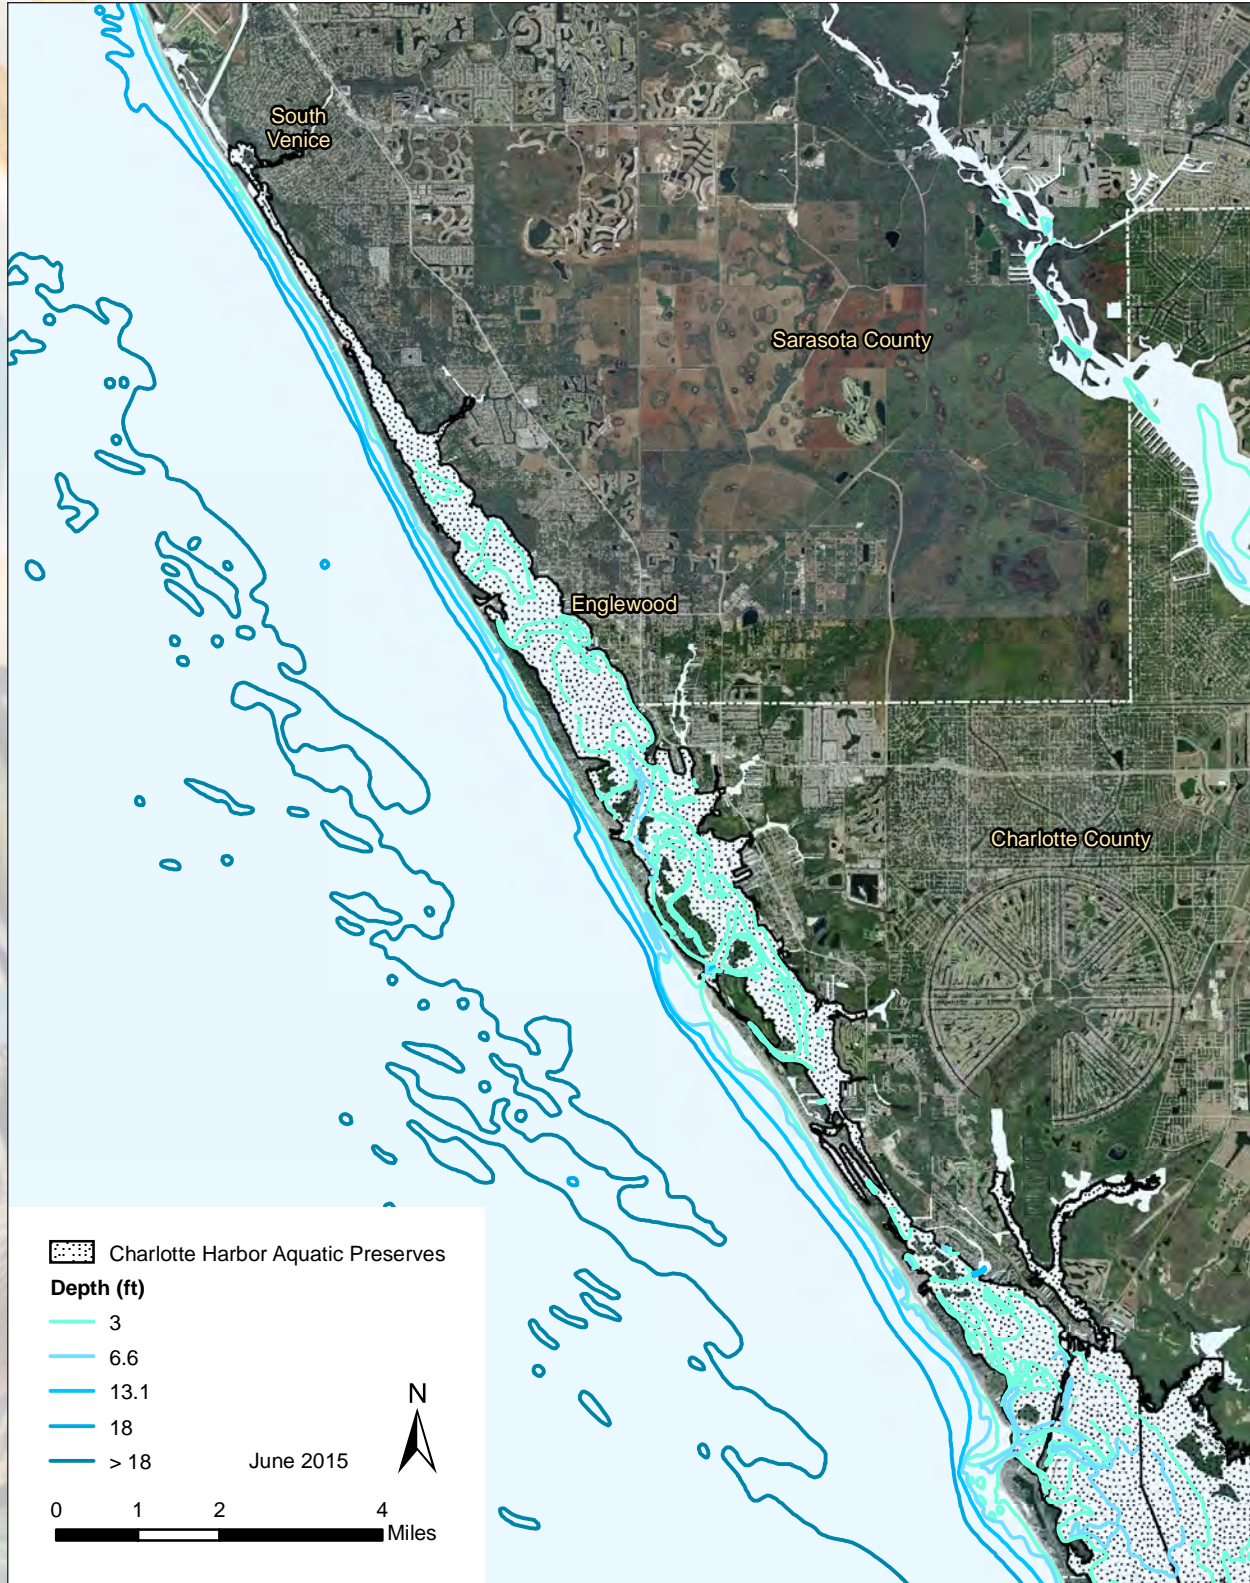 South
Venice
Sarasota County
Englewood
Charlotte County
Charlotte Harbor Aquatic Preserves
Depth (ft)
3
6.6
13.1
18
> 18
June 2015
N
0 1 2 4
Miles